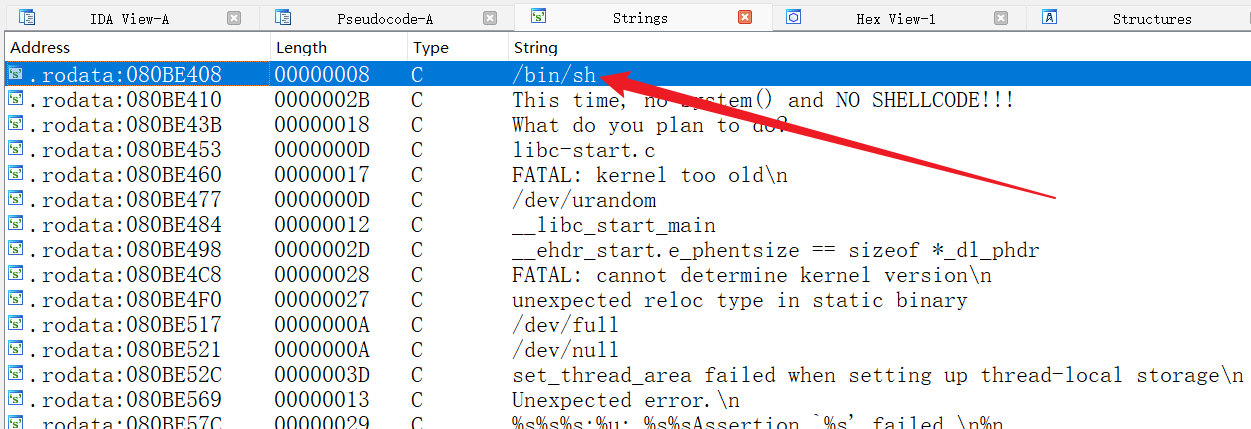 IDA View-A Pseudocode-A Strings Hex View-1 Structures
Address Length Type String
.rodata:080BE408 00000008 C /bin/sh
.rodata:080BE410 0000002B C This time, no system() and NO SHELLCODE!!!
.rodata:080BE43B 00000018 C What do you plan to do?
.rodata:080BE453 0000000D C libc-start.c
.rodata:080BE460 00000017 C FATAL: kernel too old\n
.rodata:080BE477 0000000D C /dev/urandom
.rodata:080BE484 00000012 C __libc_start_main
.rodata:080BE498 0000002D C __ehdr_start.e_phentsize == sizeof *_dl_phdr
.rodata:080BE4C8 00000028 C FATAL: cannot determine kernel version\n
.rodata:080BE4F0 00000027 C unexpected reloc type in static binary
.rodata:080BE517 0000000A C /dev/full
.rodata:080BE521 0000000A C /dev/null
.rodata:080BE52C 0000003D C set_thread_area failed when setting up thread-local storage\n
.rodata:080BE569 00000013 C Unexpected error.\n
.rodata:080BE57C 00000029 C %s%s%s:%u: %s%sAssertion `%s' failed.\n%n